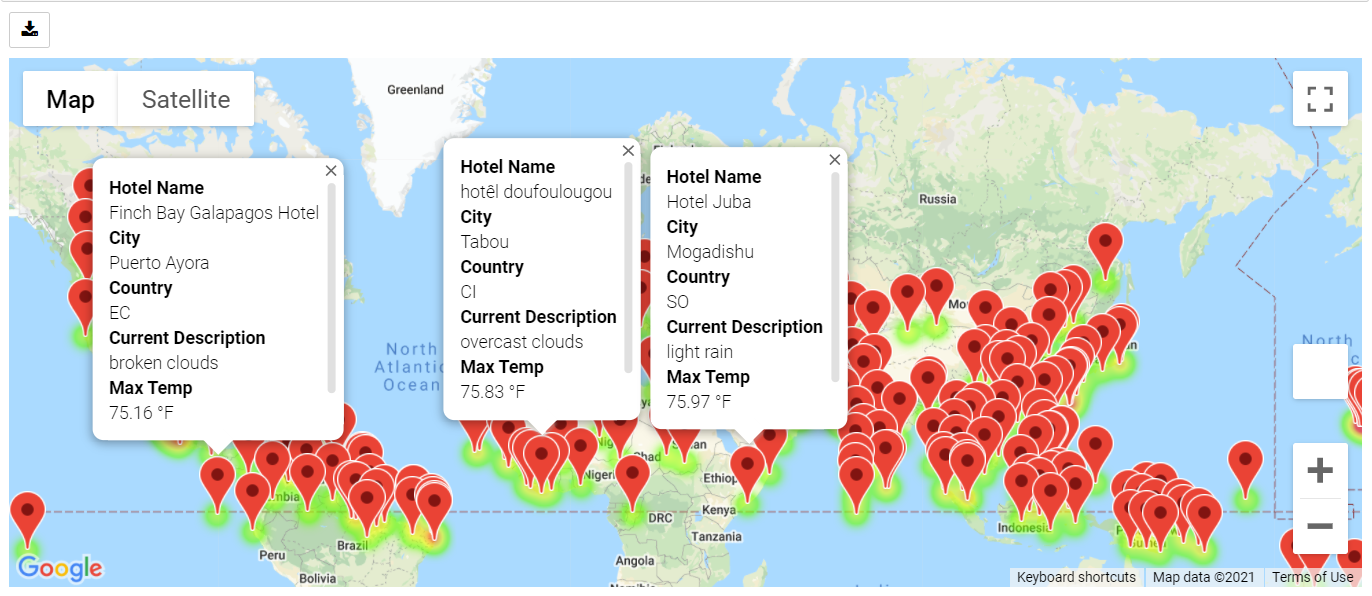 Map
Satellite
Greenland
Russia
Hotel Name
Finch Bay Galapagos Hotel
City
Puerto Ayora
Country
EC
Current Description
broken clouds
Max Temp
75.16 °F
Hotel Name
hotêl doufoulougou
City
Tabou
Country
CI
Current Description
overcast clouds
Max Temp
75.83 °F
Hotel Name
Hotel Juba
City
Mogadishu
Country
SO
Current Description
light rain
Max Temp
75.97 °F
North
Atlantic
Ocean
North
Chad
Ethiop
DRC
Kenya
Tanzania
Indonesia
Peru
Brazil
Angola
Bolivia
Google
Keyboard shortcuts
Map data ©2021
Terms of Use